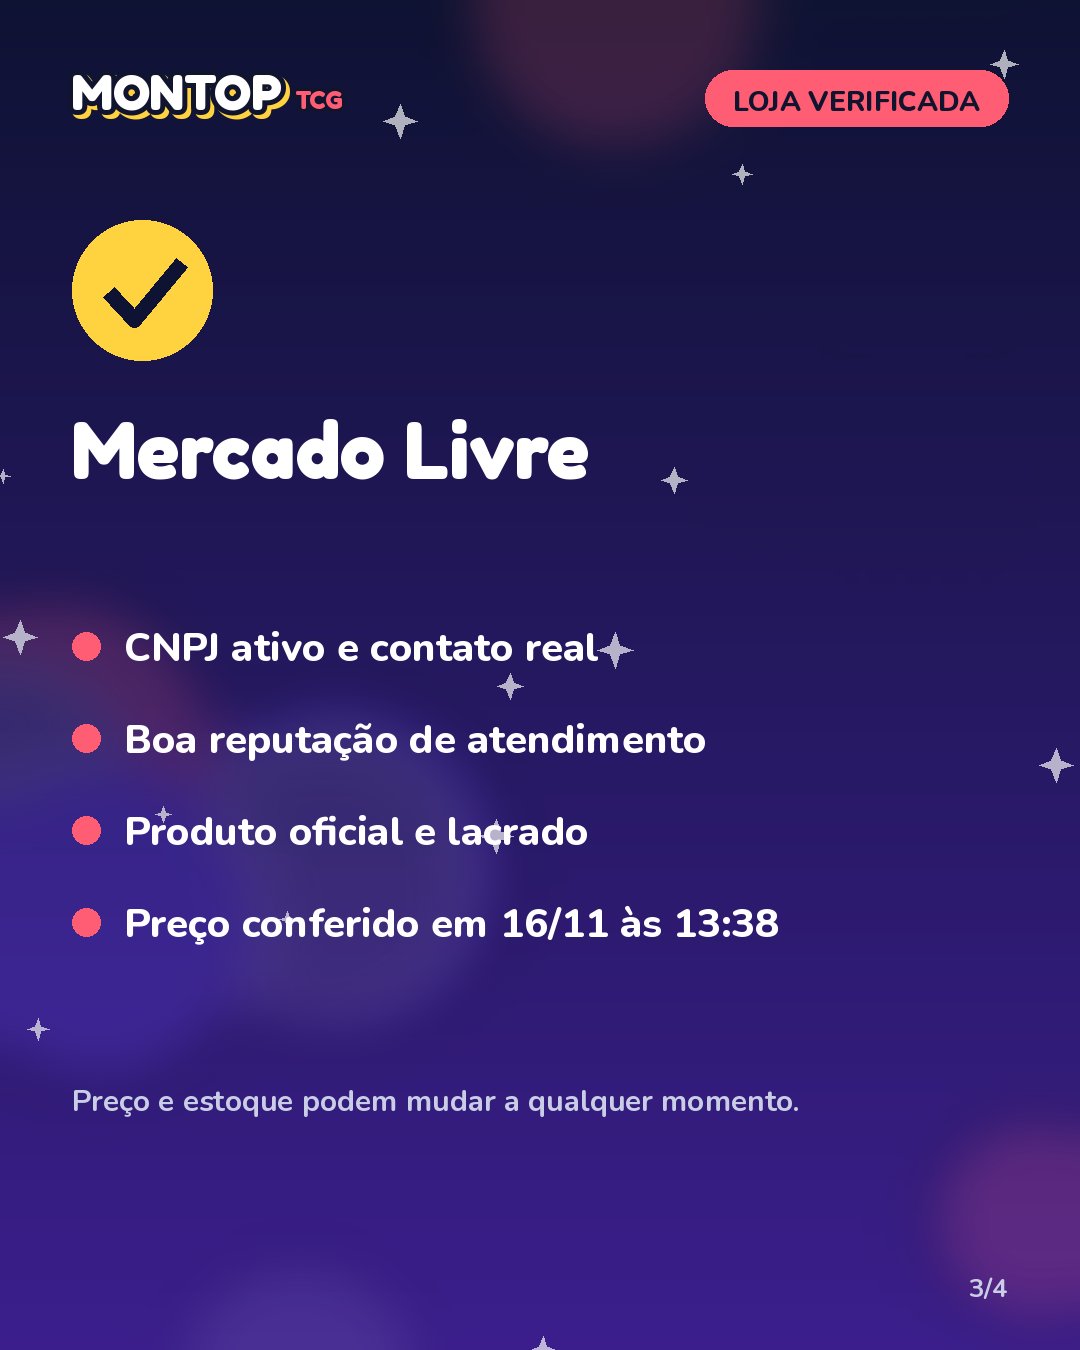 MONTOP TCG
LOJA VERIFICADA
Mercado Livre
CNPJ ativo e contato real
Boa reputação de atendimento
Produto oficial e lacrado
Preço conferido em 16/11 às 13:38
Preço e estoque podem mudar a qualquer momento.
3/4